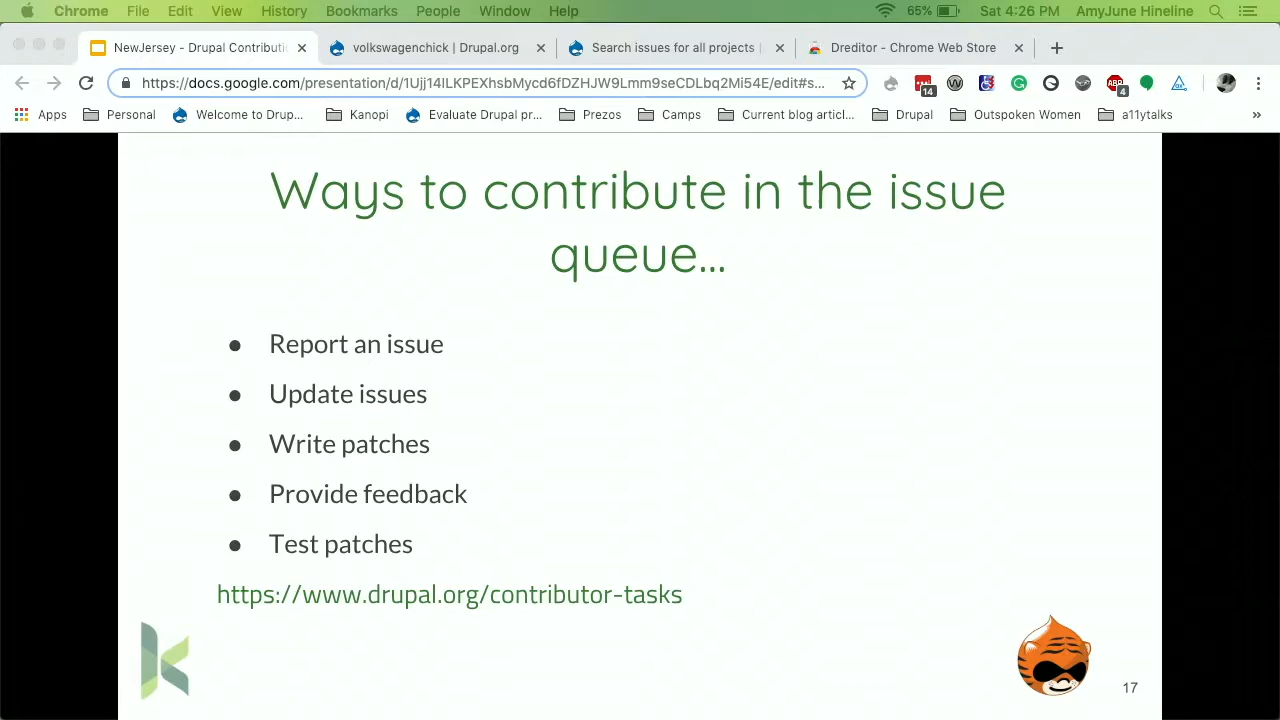 Chrome File Edit View History Bookmarks People Window Help 65% Sat 4:26 PM AmyJune Hineline
NewJersey - Drupal Contributi volkswagenchick | Drupal.org Search issues for all projects | Dreditor - Chrome Web Store
https://docs.google.com/presentation/d/1Ujj14ILKPEXhsbMycd6fDZHJW9Lmm9seCDLbq2Mi54E/edit#s... 14 ABP 4
Apps Personal Welcome to Drup... Kanopi Evaluate Drupal pr... Prezos Camps Current blog articl... Drupal Outspoken Women a11ytalks »
Ways to contribute in the issue
queue...
● Report an issue
● Update issues
● Write patches
● Provide feedback
● Test patches
https://www.drupal.org/contributor-tasks
17